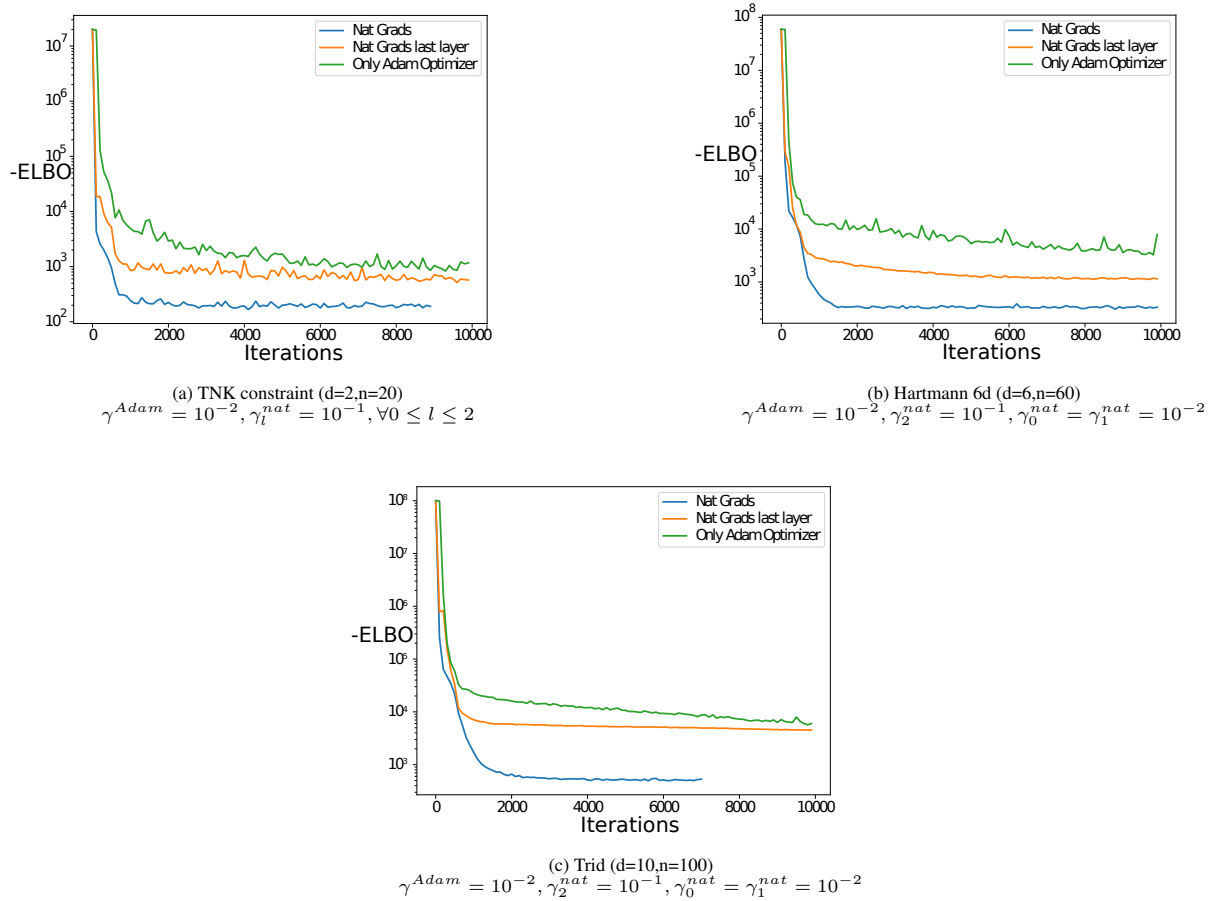 10^7
10^6
10^5
-ELBO
10^4
10^3
10^2
0 2000 4000 6000 8000 10000
Iterations
Nat Grads
Nat Grads last layer
Only Adam Optimizer
(a) TNK constraint (d=2,n=20)
γ^{Adam} = 10^{-2}, γ_l^{nat} = 10^{-1}, ∀0 ≤ l ≤ 2
10^8
10^7
10^6
10^5
-ELBO
10^4
10^3
0 2000 4000 6000 8000 10000
Iterations
Nat Grads
Nat Grads last layer
Only Adam Optimizer
(b) Hartmann 6d (d=6,n=60)
γ^{Adam} = 10^{-2}, γ_2^{nat} = 10^{-1}, γ_0^{nat} = γ_1^{nat} = 10^{-2}
10^8
10^7
10^6
-ELBO
10^5
10^4
10^3
0 2000 4000 6000 8000 10000
Iterations
Nat Grads
Nat Grads last layer
Only Adam Optimizer
(c) Trid (d=10,n=100)
γ^{Adam} = 10^{-2}, γ_2^{nat} = 10^{-1}, γ_0^{nat} = γ_1^{nat} = 10^{-2}